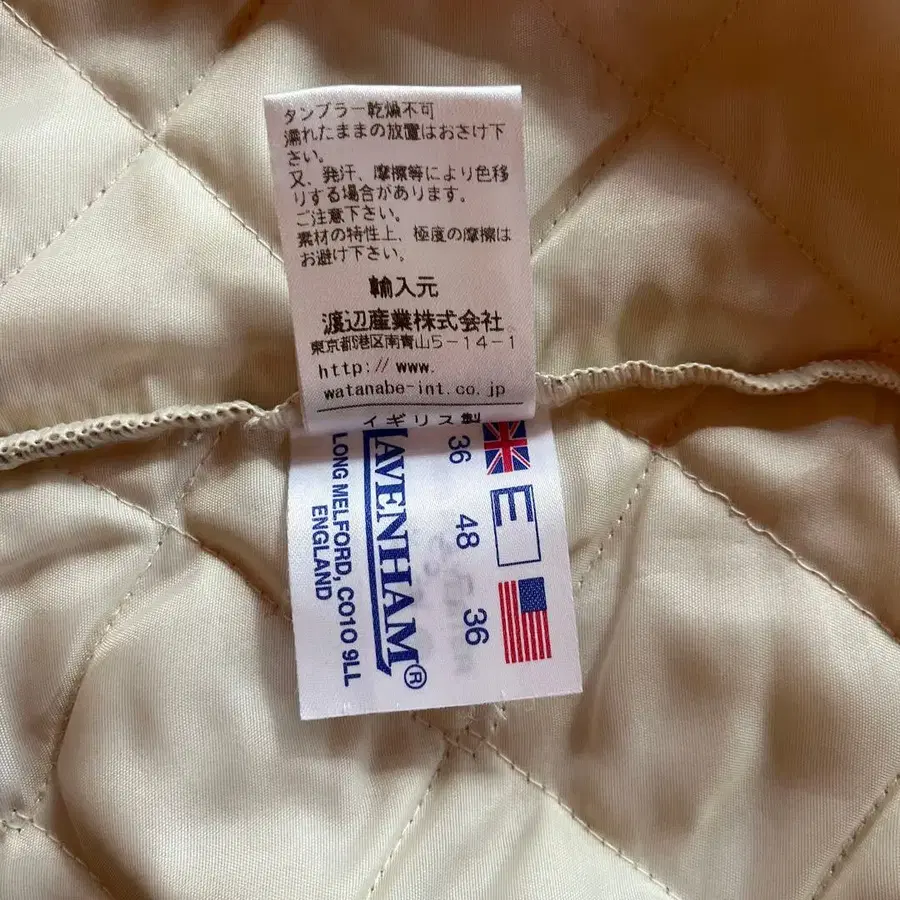 タンブラー乾燥不可
濡れたままの放置はおさけ下
さい。
又、発汗、摩擦等により色移
りする場合があります。
ご注意下さい。
素材の特性上、極度の摩擦は
お避け下さい。
輸入元
渡辺産業株式会社
東京都港区南青山5-14-1
http://www.
watanabe-int.co.jp
イギリス製
36
E 48
36
LAVENHAM®
LONG MELFORD, CO10 9LL
ENGLAND